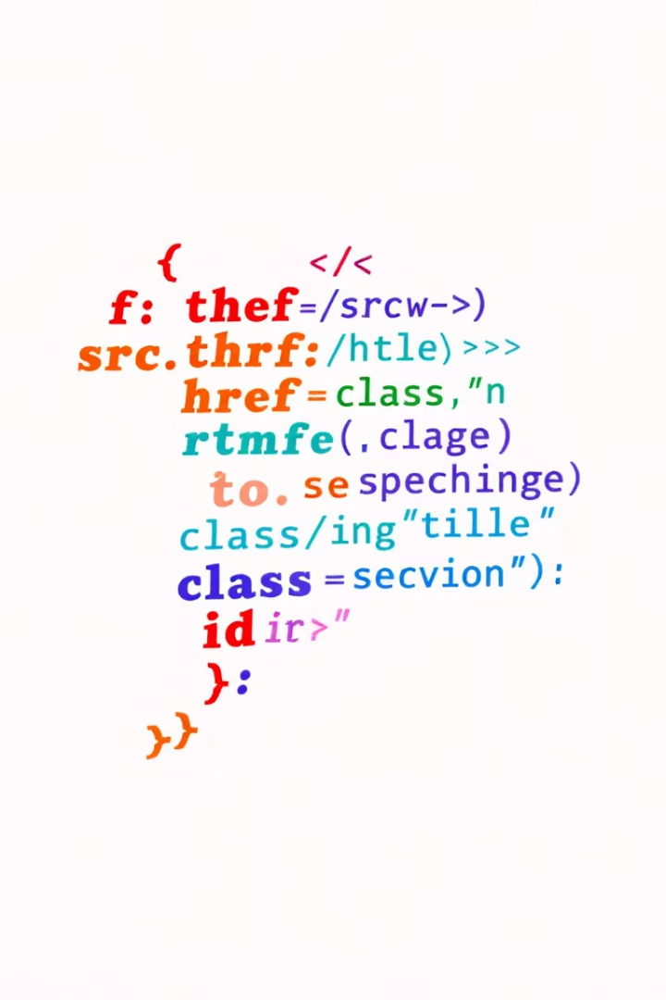 { </<
f: thef=/srcw->)
src.thrf:/htle)>>>
href=class,"n
rtmfe(.clage)
to. se spechinge)
class/ing"tille"
class=secvion"):
id ir>"
}:
}}